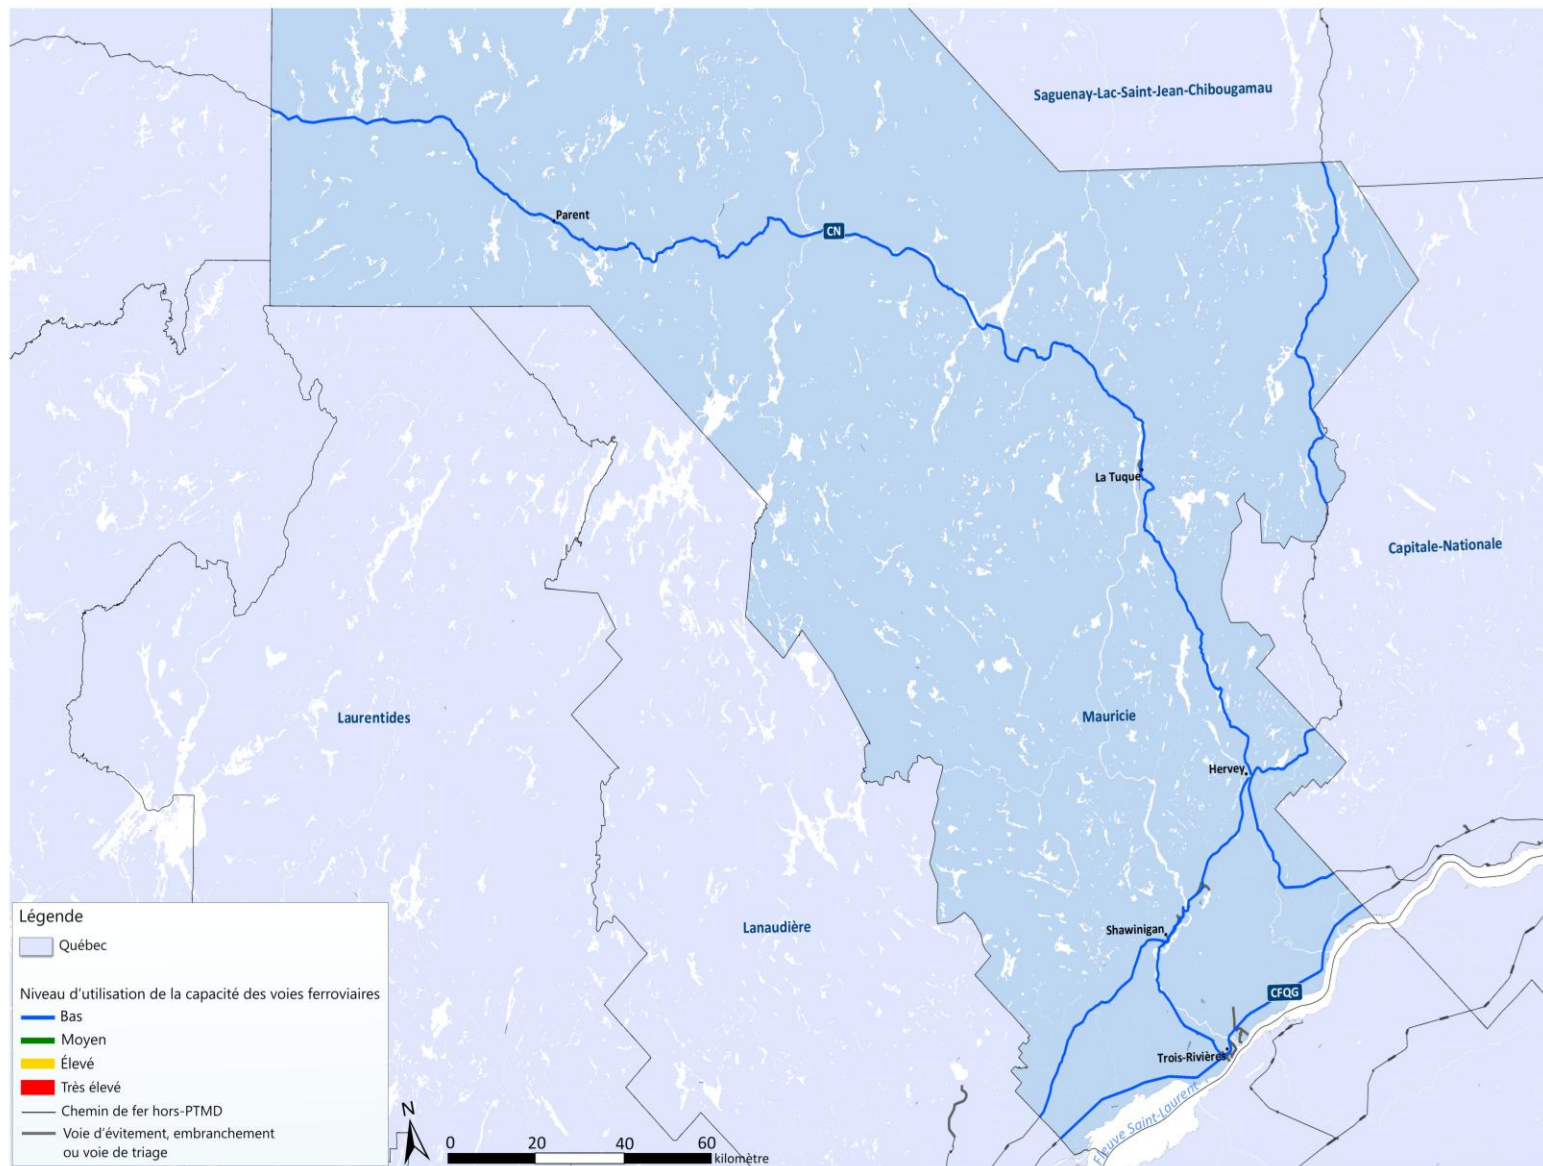 Saguenay-Lac-Saint-Jean-Chibougamau
Parent
CN
La Tuque
Capitale-Nationale
Laurentides
Mauricie
Hervey
Lanaudière
Shawinigan
CFQG
Trois-Rivières
Fleuve Saint-Laurent
Légende
Québec
Niveau d'utilisation de la capacité des voies ferroviaires
Bas
Moyen
Élevé
Très élevé
Chemin de fer hors-PTMD
Voie d'évitement, embranchement
ou voie de triage
N
0 20 40 60
kilomètre